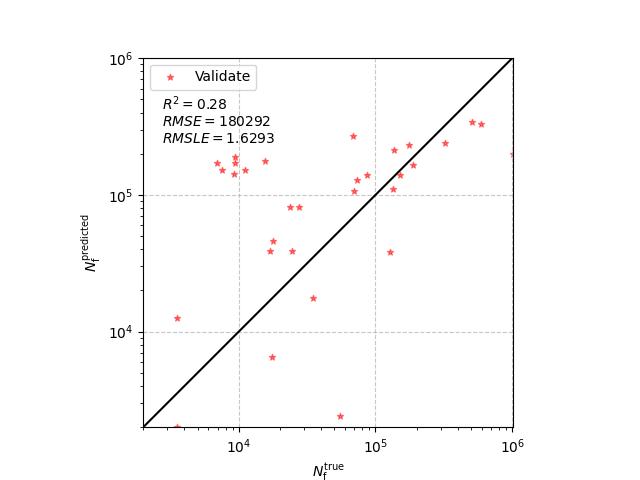 Validate
R² = 0.28
RMSE = 180292
RMSLE = 1.6293
10⁶
10⁵
10⁴
N_f^predicted
10⁴ 10⁵ 10⁶
N_f^true